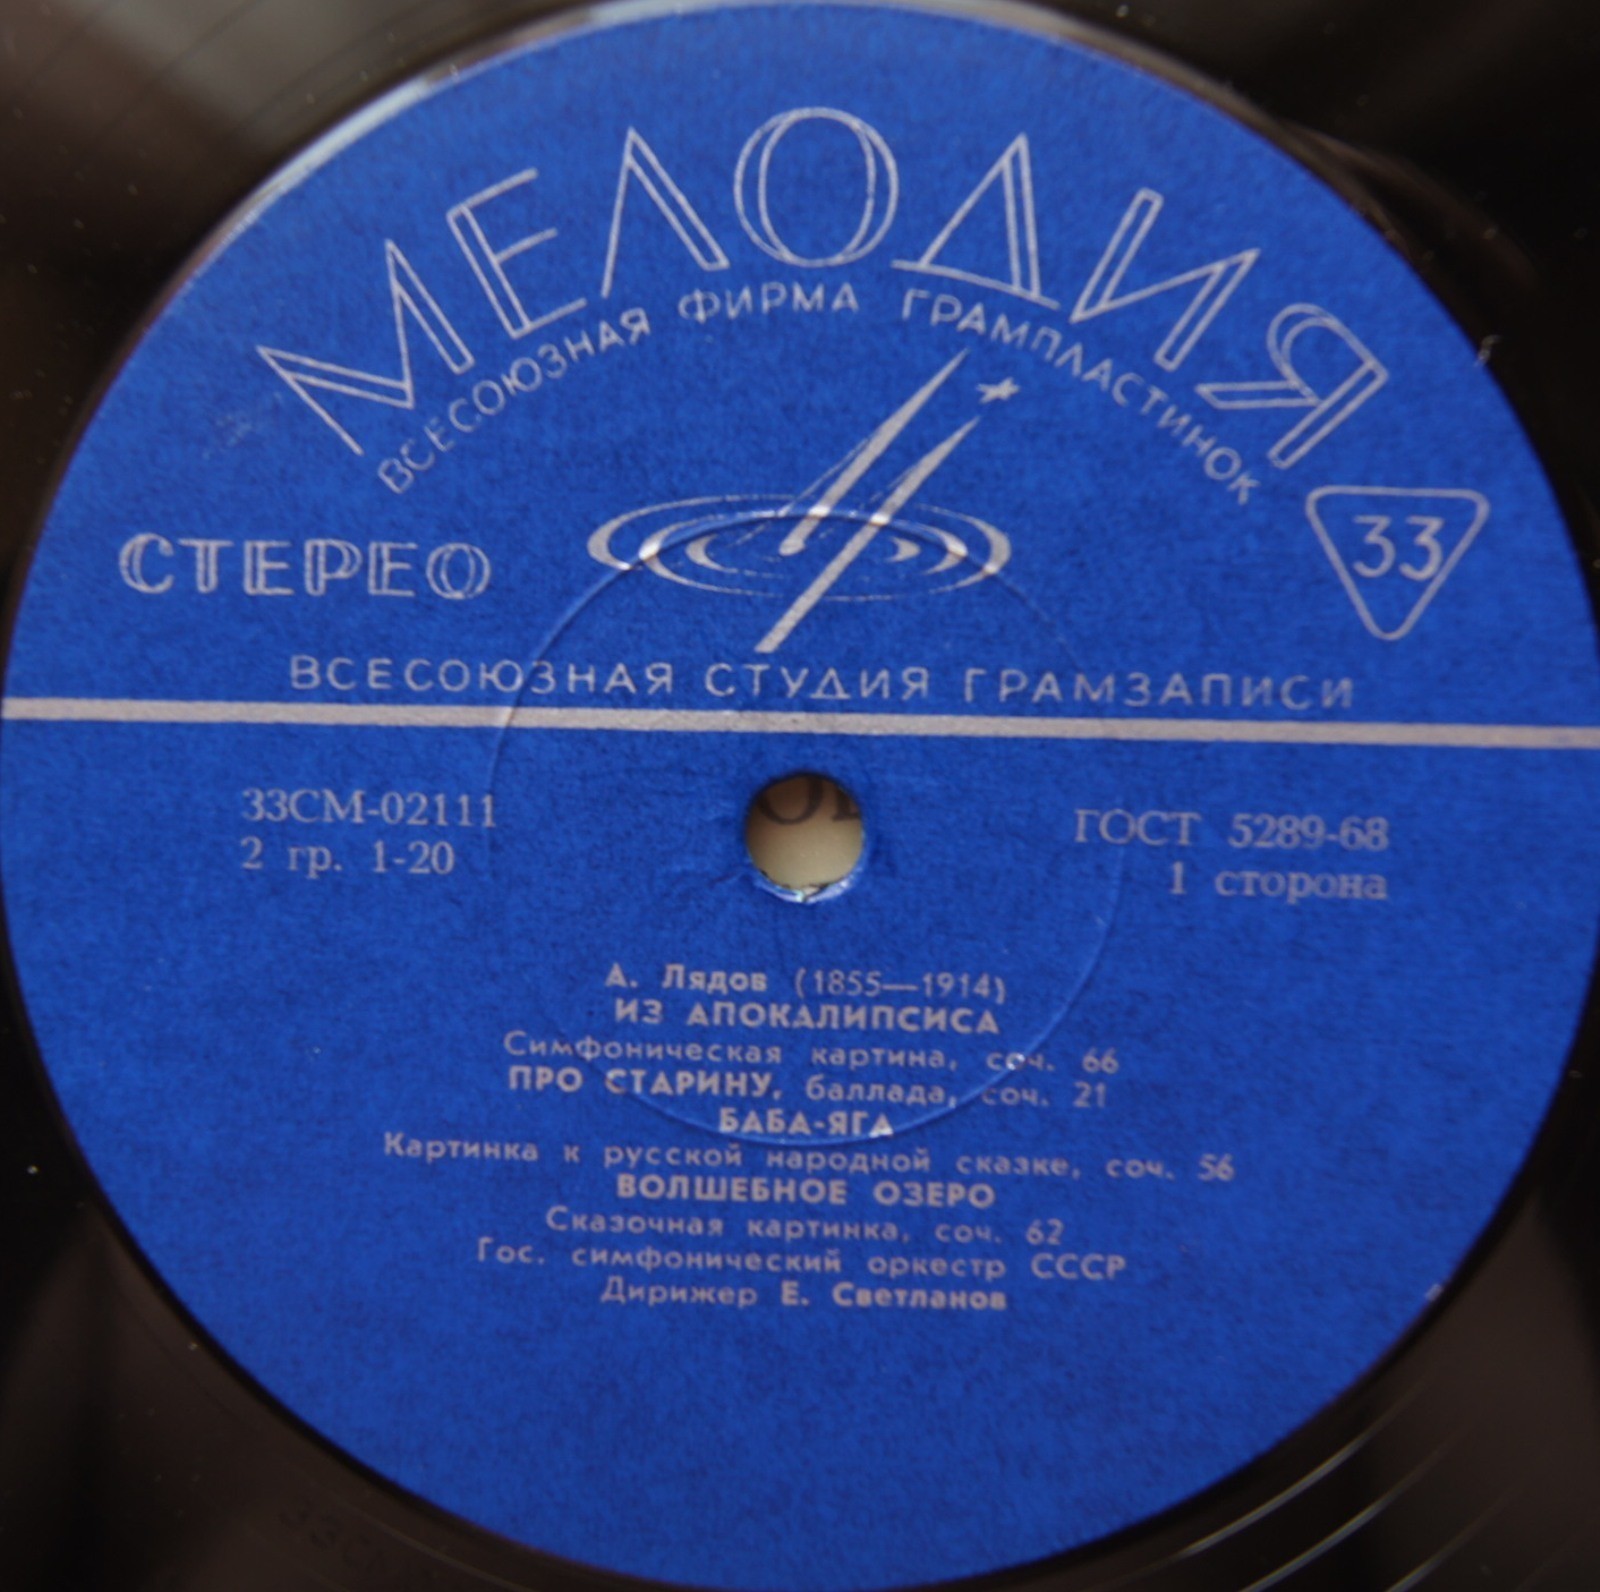 МЕЛОДИЯ
ВСЕСОЮЗНАЯ ФИРМА ГРАМПЛАСТИНОК
СТЕРЕО
33
ВСЕСОЮЗНАЯ СТУДИЯ ГРАМЗАПИСИ
33СМ-02111
2 гр. 1-20
ГОСТ 5289-68
1 сторона
А. Лядов (1855—1914)
ИЗ АПОКАЛИПСИСА
Симфоническая картина, соч. 66
ПРО СТАРИНУ, баллада, соч. 21
БАБА-ЯГА
Картинка к русской народной сказке, соч. 56
ВОЛШЕБНОЕ ОЗЕРО
Сказочная картинка, соч. 62
Гос. симфонический оркестр СССР
Дирижер Е. Светланов